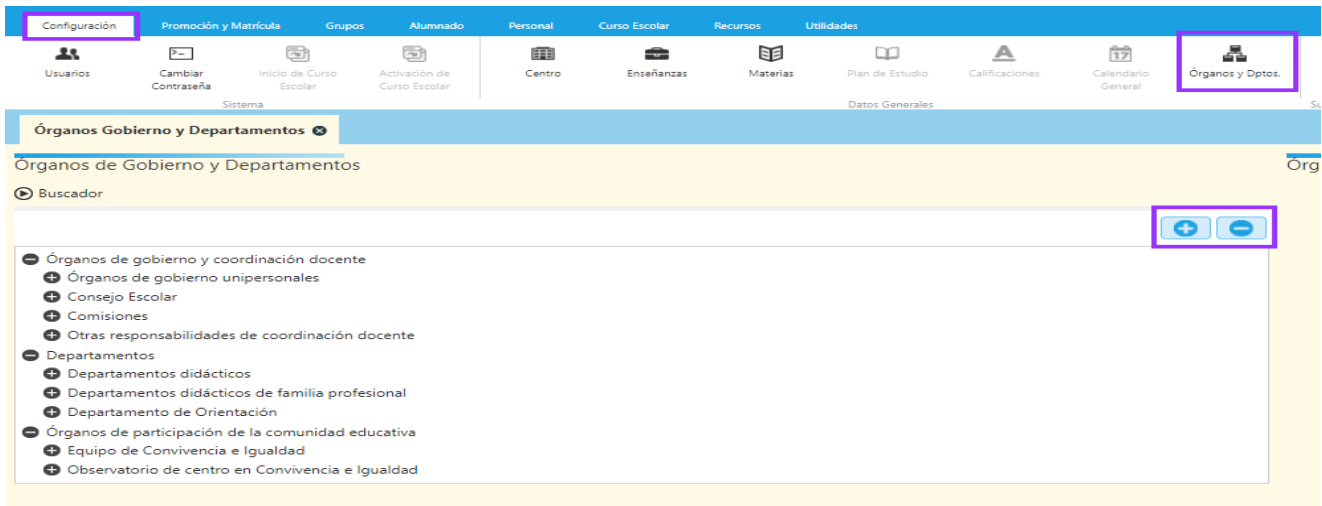 Configuración Promoción y Matrícula Grupos Alumnado Personal Curso Escolar Recursos Utilidades
Usuarios Cambiar Inicio de Curso Activación de Centro Enseñanzas Materias Plan de Estudio Calificaciones Calendario Órganos y Dptos.
Contraseña Escolar Curso Escolar General
Sistema Datos Generales
Órganos Gobierno y Departamentos
Órganos de Gobierno y Departamentos
Buscador
Órganos de gobierno y coordinación docente
Órganos de gobierno unipersonales
Consejo Escolar
Comisiones
Otras responsabilidades de coordinación docente
Departamentos
Departamentos didácticos
Departamentos didácticos de familia profesional
Departamento de Orientación
Órganos de participación de la comunidad educativa
Equipo de Convivencia e Igualdad
Observatorio de centro en Convivencia e Igualdad